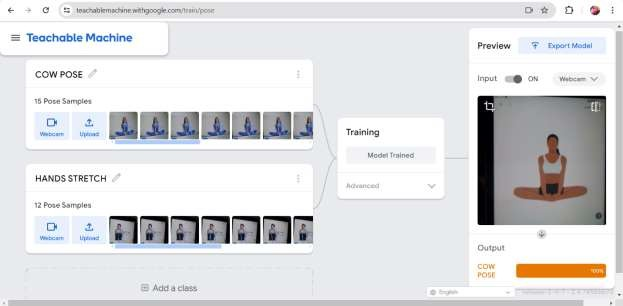 teachablemachine.withgoogle.com/train/pose
Teachable Machine
COW POSE
15 Pose Samples
Webcam
Upload
HANDS STRETCH
12 Pose Samples
Webcam
Upload
Add a class
Training
Model Trained
Advanced
Preview
Export Model
Input
ON
Webcam
Output
COW
POSE
100%
English